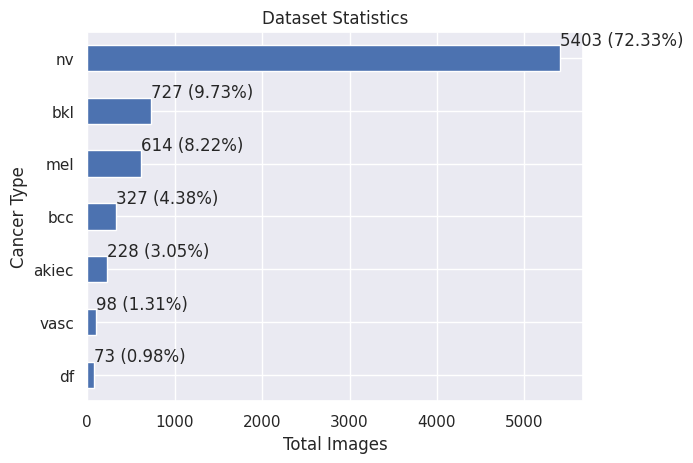 Dataset Statistics
Cancer Type
nv
5403 (72.33%)
bkl
727 (9.73%)
mel
614 (8.22%)
bcc
327 (4.38%)
akiec
228 (3.05%)
vasc
98 (1.31%)
df
73 (0.98%)
0 1000 2000 3000 4000 5000
Total Images